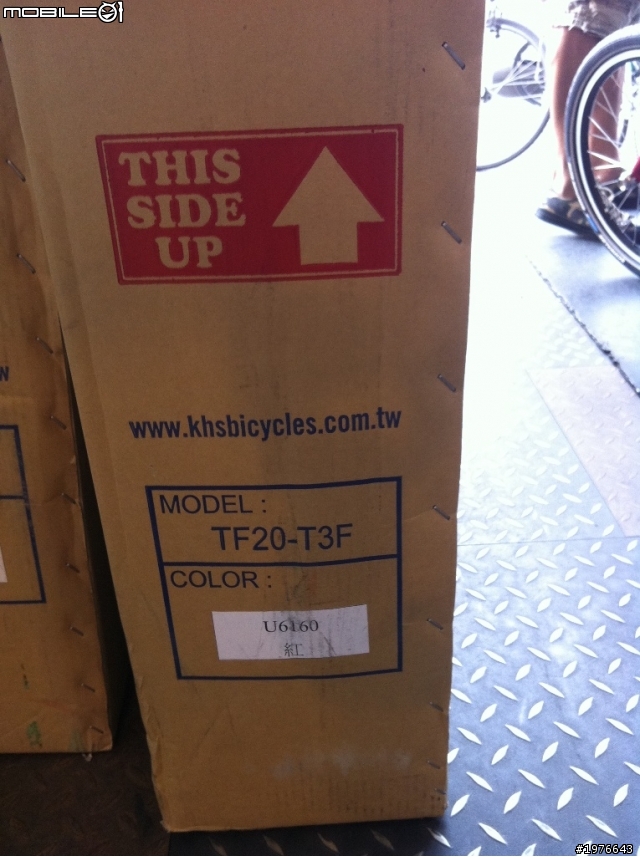 MOBILE01
THIS
SIDE
UP
www.khsbicycles.com.tw
MODEL :
TF20-T3F
COLOR :
U6160
紅
#1976643